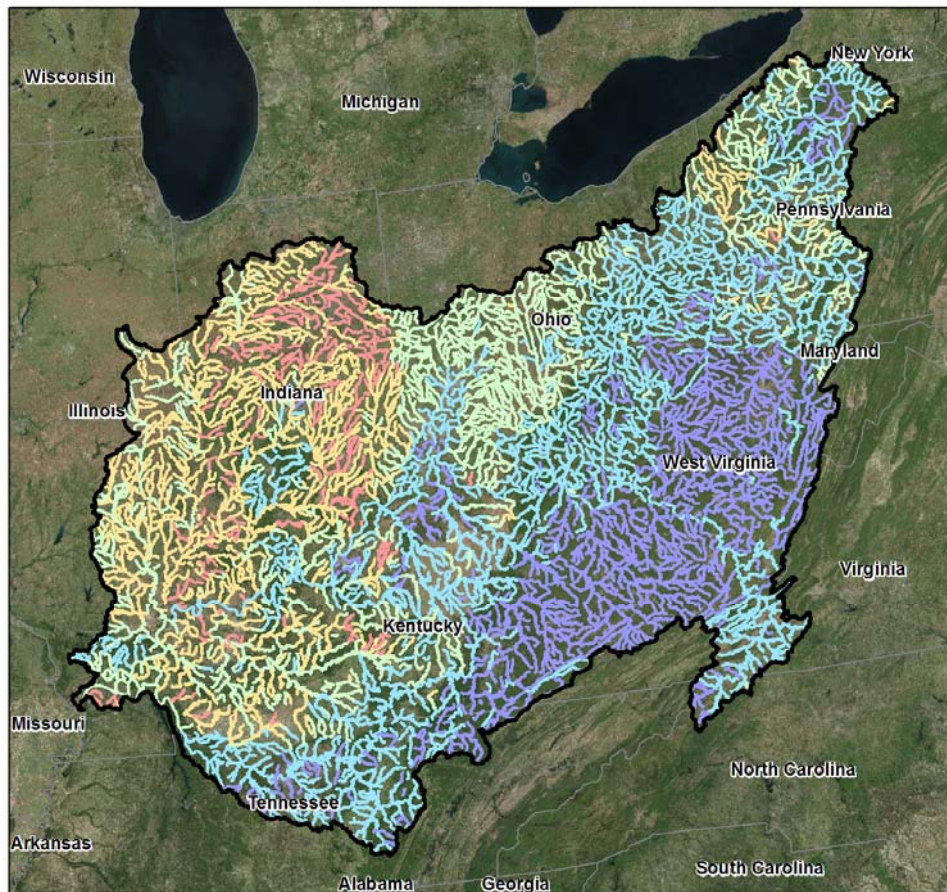 New York
Wisconsin
Michigan
Pennsylvania
Ohio
Maryland
Indiana
Illinois
West Virginia
Virginia
Kentucky
Missouri
North Carolina
Tennessee
Arkansas
South Carolina
Alabama
Georgia